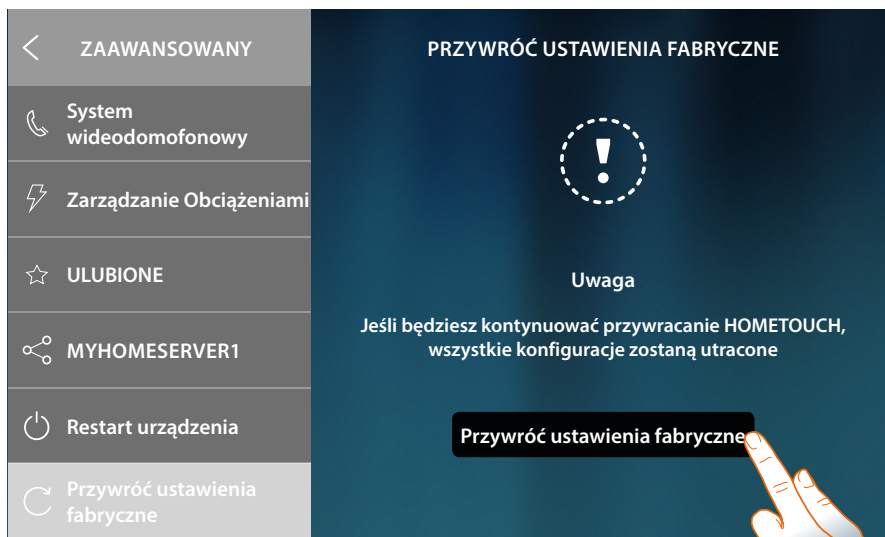 ZAAWANSOWANY
System
wideodomofonowy
Zarządzanie Obciążeniami
ULUBIONE
MYHOMESERVER1
Restart urządzenia
Przywróć ustawienia
fabryczne
PRZYWRÓĆ USTAWIENIA FABRYCZNE
Uwaga
Jeśli będziesz kontynuować przywracanie HOMETOUCH,
wszystkie konfiguracje zostaną utracone
Przywróć ustawienia fabryczne